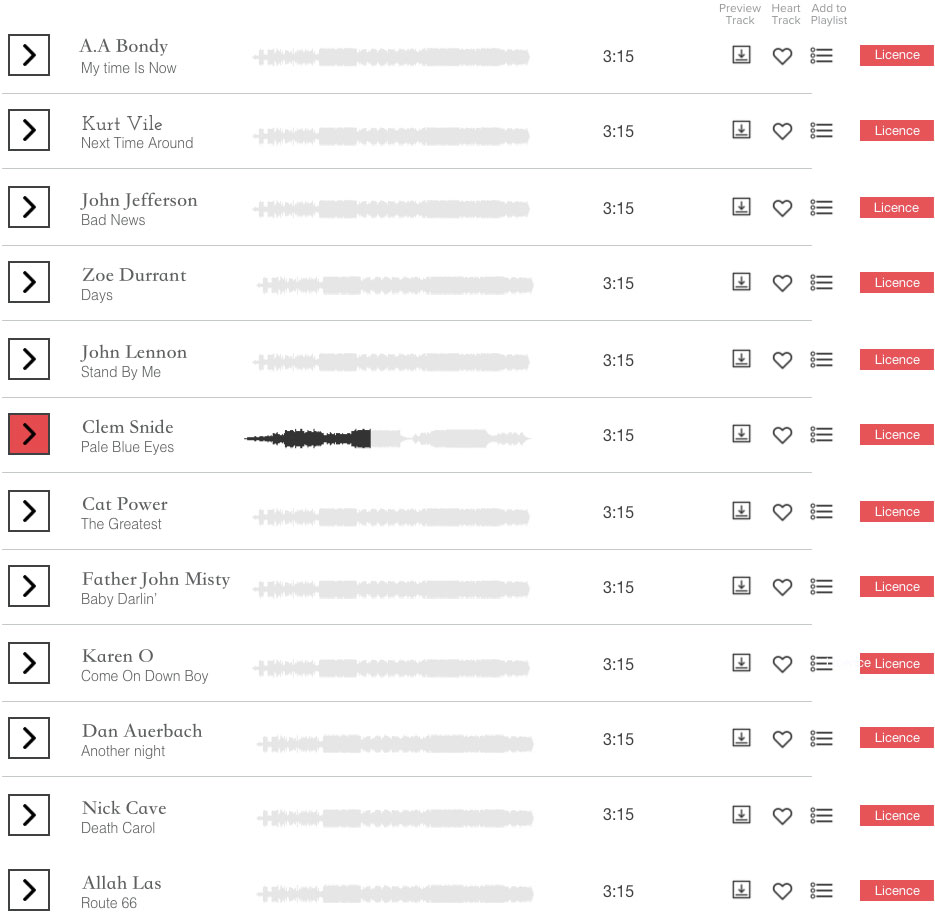 Preview Heart Add to
Track Track Playlist
A.A Bondy
My time Is Now
3:15
Licence
Kurt Vile
Next Time Around
3:15
Licence
John Jefferson
Bad News
3:15
Licence
Zoe Durrant
Days
3:15
Licence
John Lennon
Stand By Me
3:15
Licence
Clem Snide
Pale Blue Eyes
3:15
Licence
Cat Power
The Greatest
3:15
Licence
Father John Misty
Baby Darlin’
3:15
Licence
Karen O
Come On Down Boy
3:15
Licence
Dan Auerbach
Another night
3:15
Licence
Nick Cave
Death Carol
3:15
Licence
Allah Las
Route 66
3:15
Licence